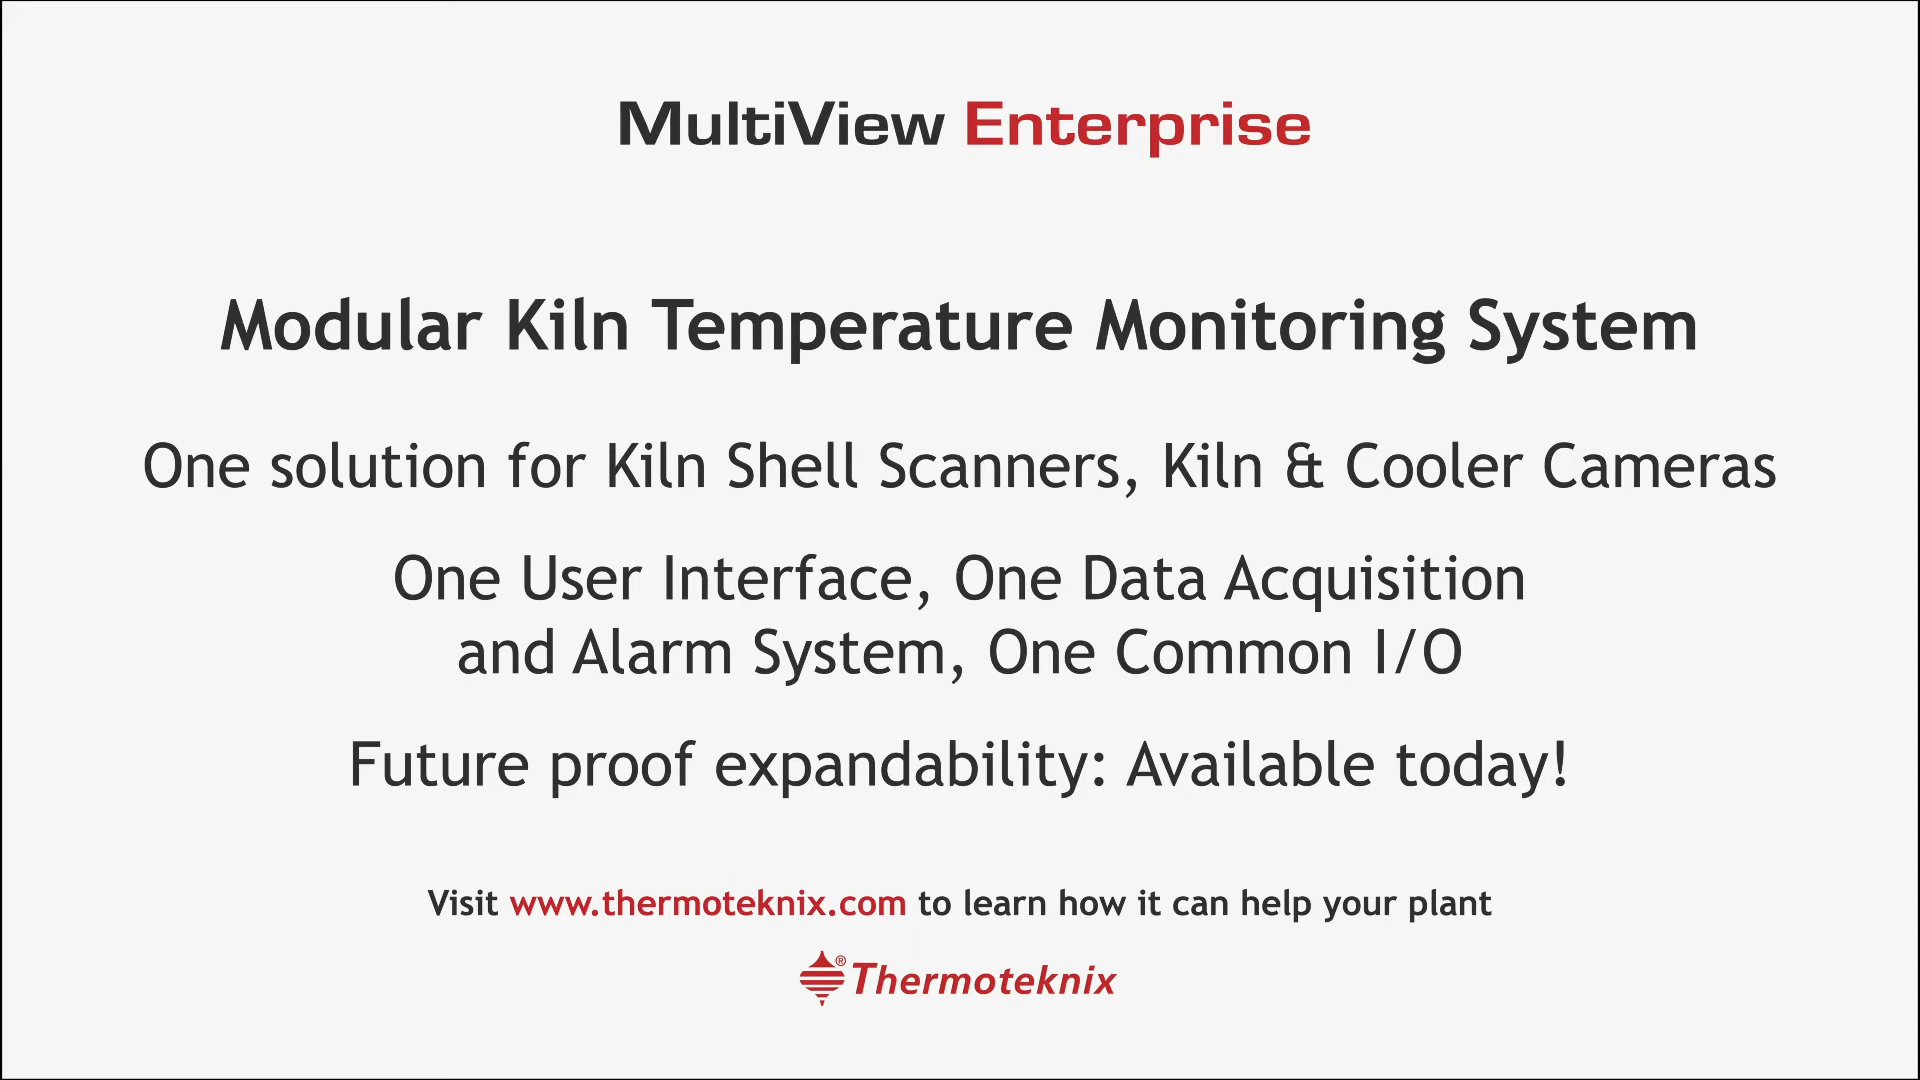 MultiView Enterprise
Modular Kiln Temperature Monitoring System
One solution for Kiln Shell Scanners, Kiln & Cooler Cameras
One User Interface, One Data Acquisition
and Alarm System, One Common I/O
Future proof expandability: Available today!
Visit www.thermoteknix.com to learn how it can help your plant
® Thermoteknix